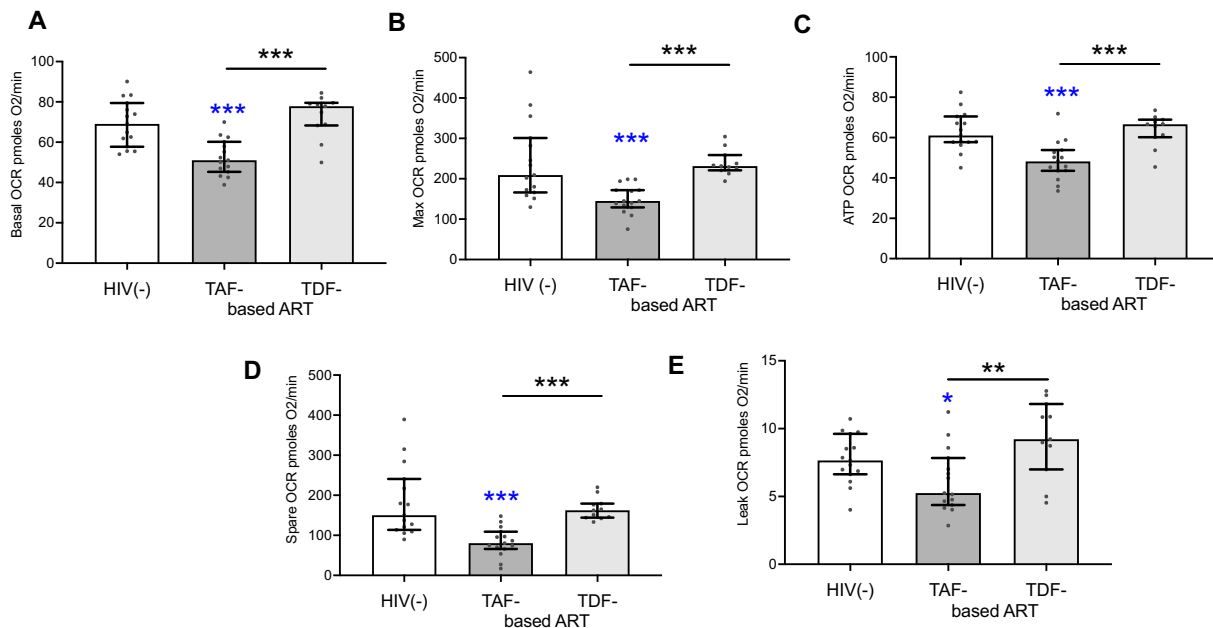 A
Basal OCR pmoles O2/min
100
80
60
40
20
0
***
***
HIV(-) TAF- TDF-
based ART
B
Max OCR pmoles O2/min
500
400
300
200
100
0
***
***
HIV (-) TAF- TDF-
based ART
C
ATP OCR pmoles O2/min
100
80
60
40
20
0
***
***
HIV(-) TAF- TDF-
based ART
D
Spare OCR pmoles O2/min
500
400
300
200
100
0
***
***
HIV(-) TAF- TDF-
based ART
E
Leak OCR pmoles O2/min
15
10
5
0
**
*
HIV(-) TAF- TDF-
based ART